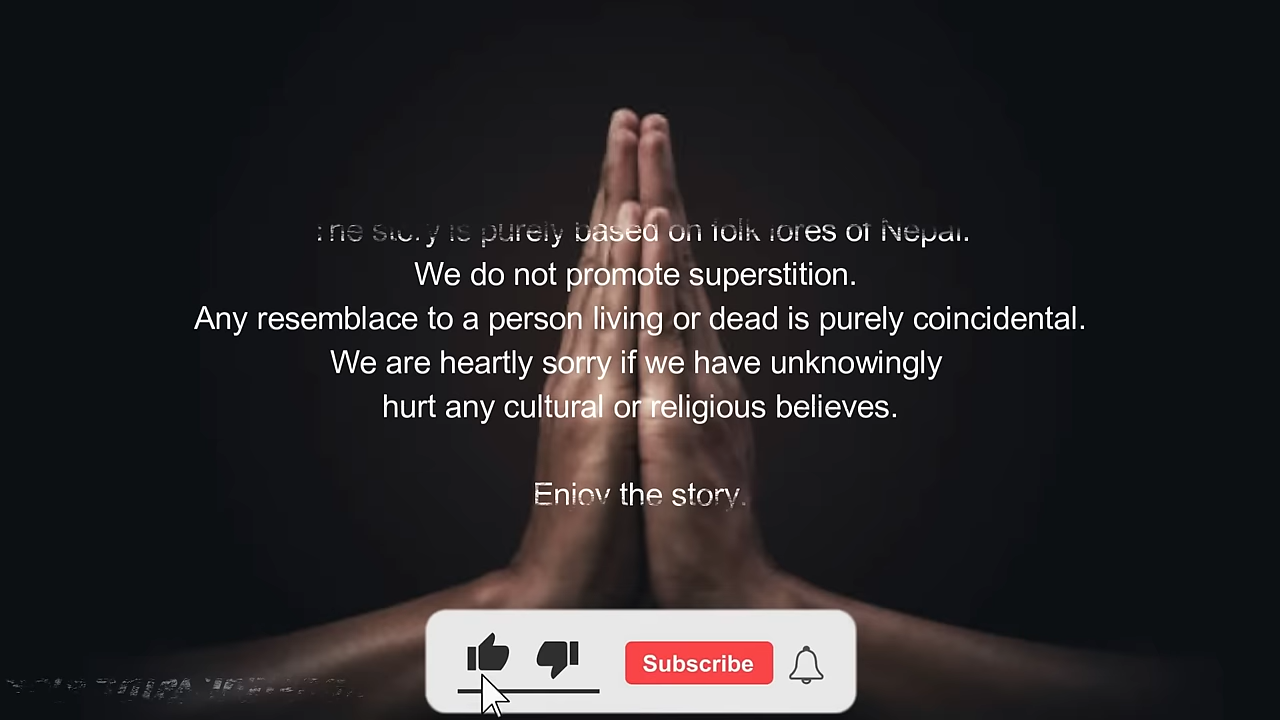 The story is purely based on folk lores of Nepal.
We do not promote superstition.
Any resemblace to a person living or dead is purely coincidental.
We are heartly sorry if we have unknowingly
hurt any cultural or religious believes.
Enjoy the story.
Subscribe